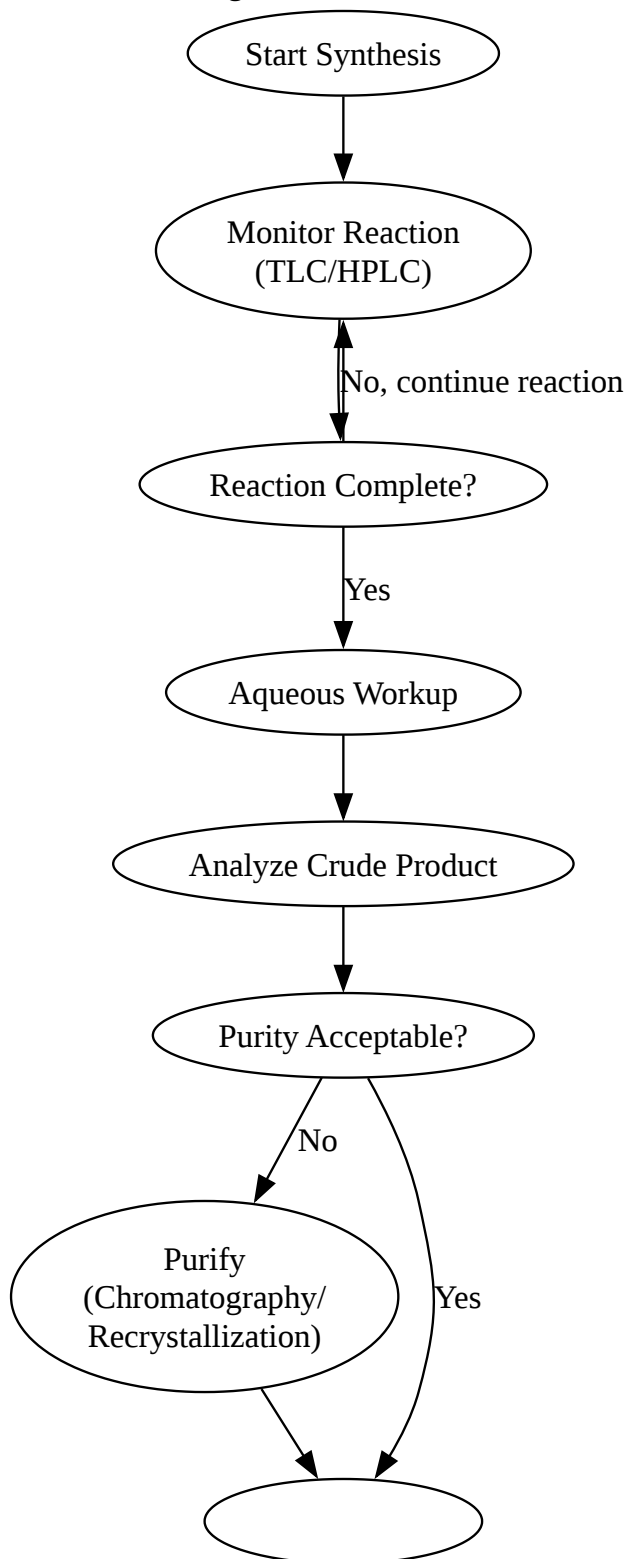 Start Synthesis
Monitor Reaction
(TLC/HPLC)
No, continue reaction
Reaction Complete?
Yes
Aqueous Workup
Analyze Crude Product
Purity Acceptable?
No
Purify
(Chromatography/
Recrystallization)
Yes